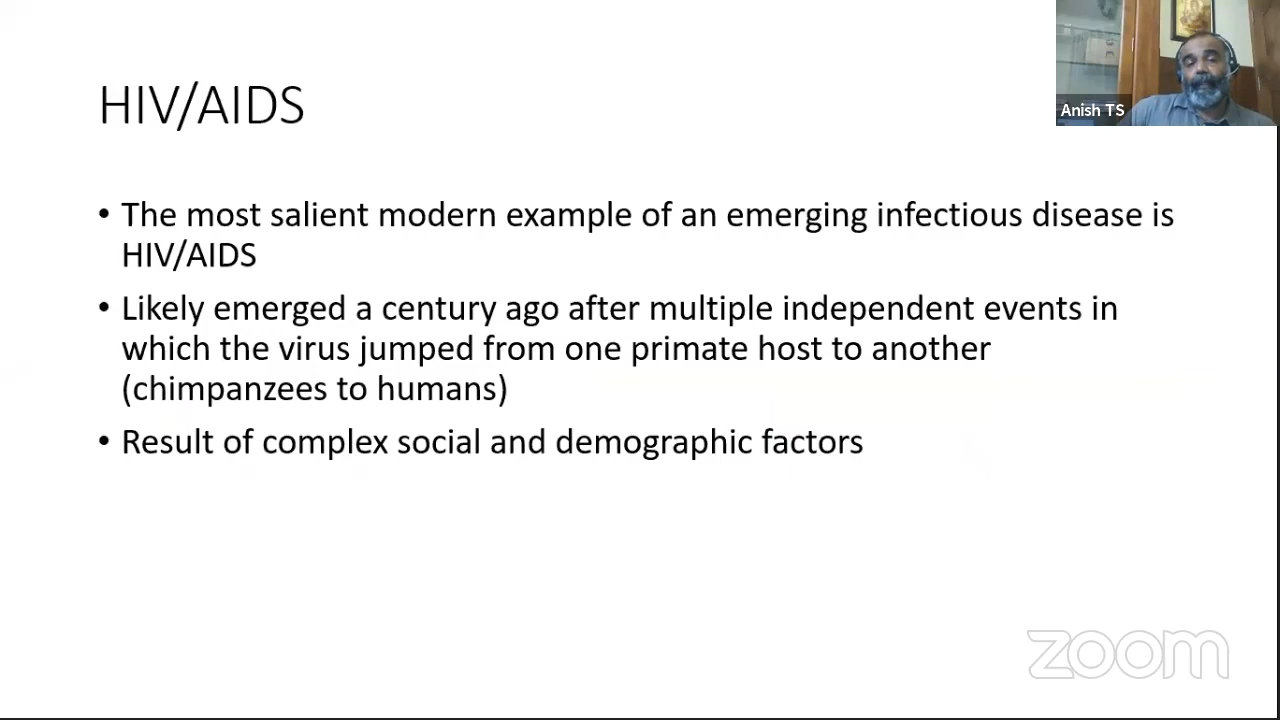 HIV/AIDS
Anish TS
• The most salient modern example of an emerging infectious disease is
HIV/AIDS
• Likely emerged a century ago after multiple independent events in
which the virus jumped from one primate host to another
(chimpanzees to humans)
• Result of complex social and demographic factors
zoom